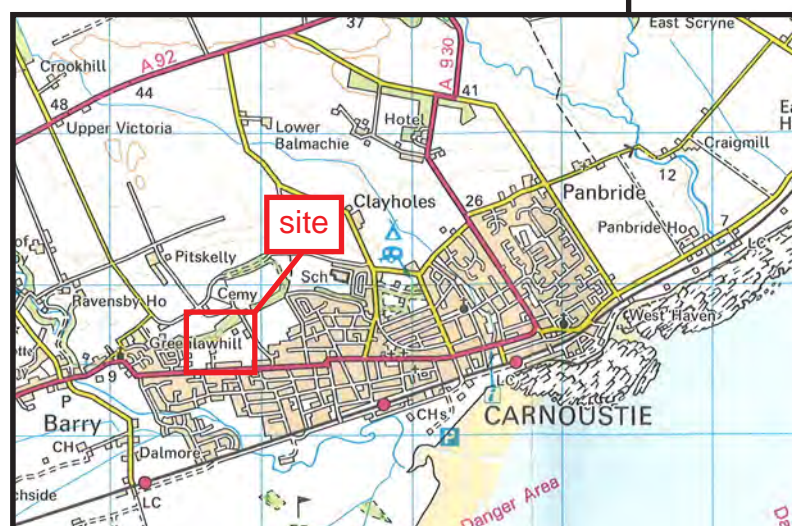 37
East Scryne
A 92
A 930
Crookhill
44
48
41
Upper Victoria
Lower
Balmachie
Hotel
Craigmill
12
Clayholes
26
Panbride
site
Panbride Ho
7
LC
Pitskelly
Sch
Ravensby Ho
Cemy
Greenlawhill
West Haven
9
P
LC
i
Barry
CHs
CARNOUSTIE
CH
Dalmore
P
LC
Danger Area